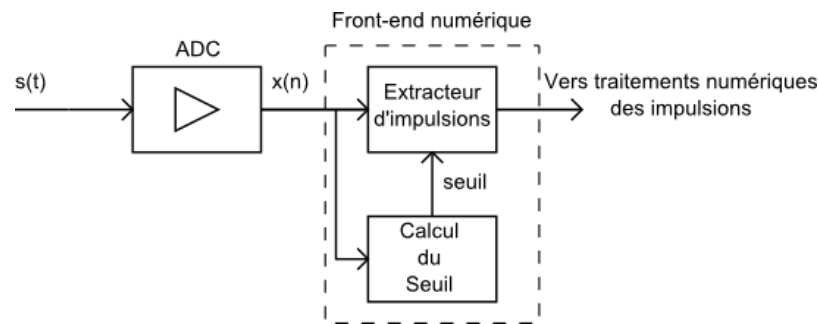 Front-end numérique
ADC
s(t)
x(n)
Extracteur
d'impulsions
Vers traitements numériques
des impulsions
seuil
Calcul
du
Seuil